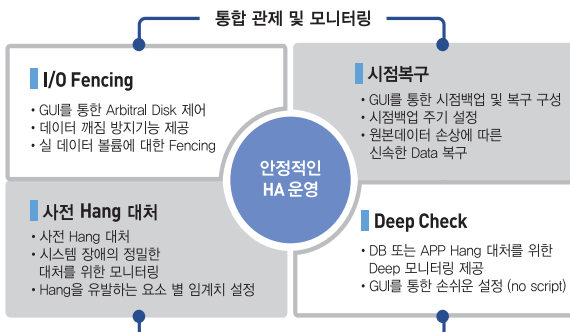 통합 관제 및 모니터링
I/O Fencing
• GUI를 통한 Arbitral Disk 제어
• 데이터 깨짐 방지기능 제공
• 실 데이터 볼륨에 대한 Fencing
시점복구
• GUI를 통한 시점백업 및 복구 구성
• 시점백업 주기 설정
• 원본데이터 손상에 따른
신속한 Data 복구
안정적인
HA 운영
사전 Hang 대처
• 사전 Hang 대처
• 시스템 장애의 정밀한
대처를 위한 모니터링
• Hang을 유발하는 요소 별 임계치 설정
Deep Check
• DB 또는 APP Hang 대처를 위한
Deep 모니터링 제공
• GUI를 통한 손쉬운 설정 (no script)